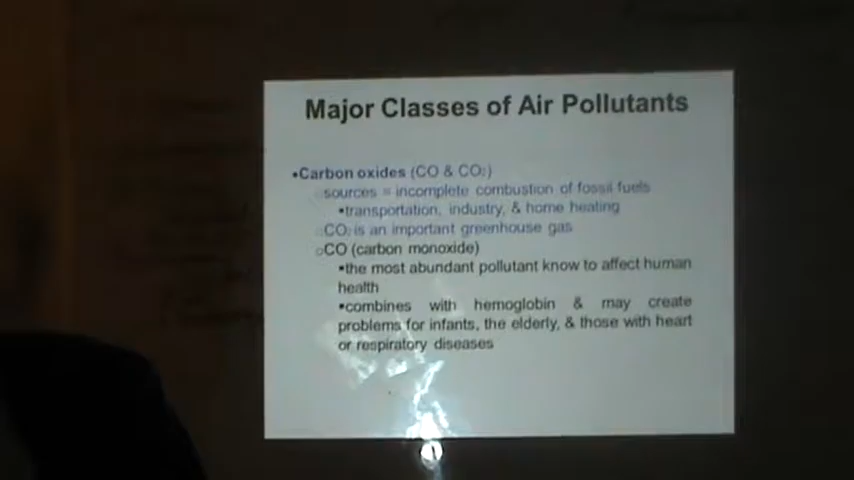 Major Classes of Air Pollutants
•Carbon oxides (CO & CO₂)
○sources = incomplete combustion of fossil fuels
•transportation, industry, & home heating
○CO₂ is an important greenhouse gas
○CO (carbon monoxide)
•the most abundant pollutant know to affect human
health
•combines with hemoglobin & may create
problems for infants, the elderly, & those with heart
or respiratory diseases